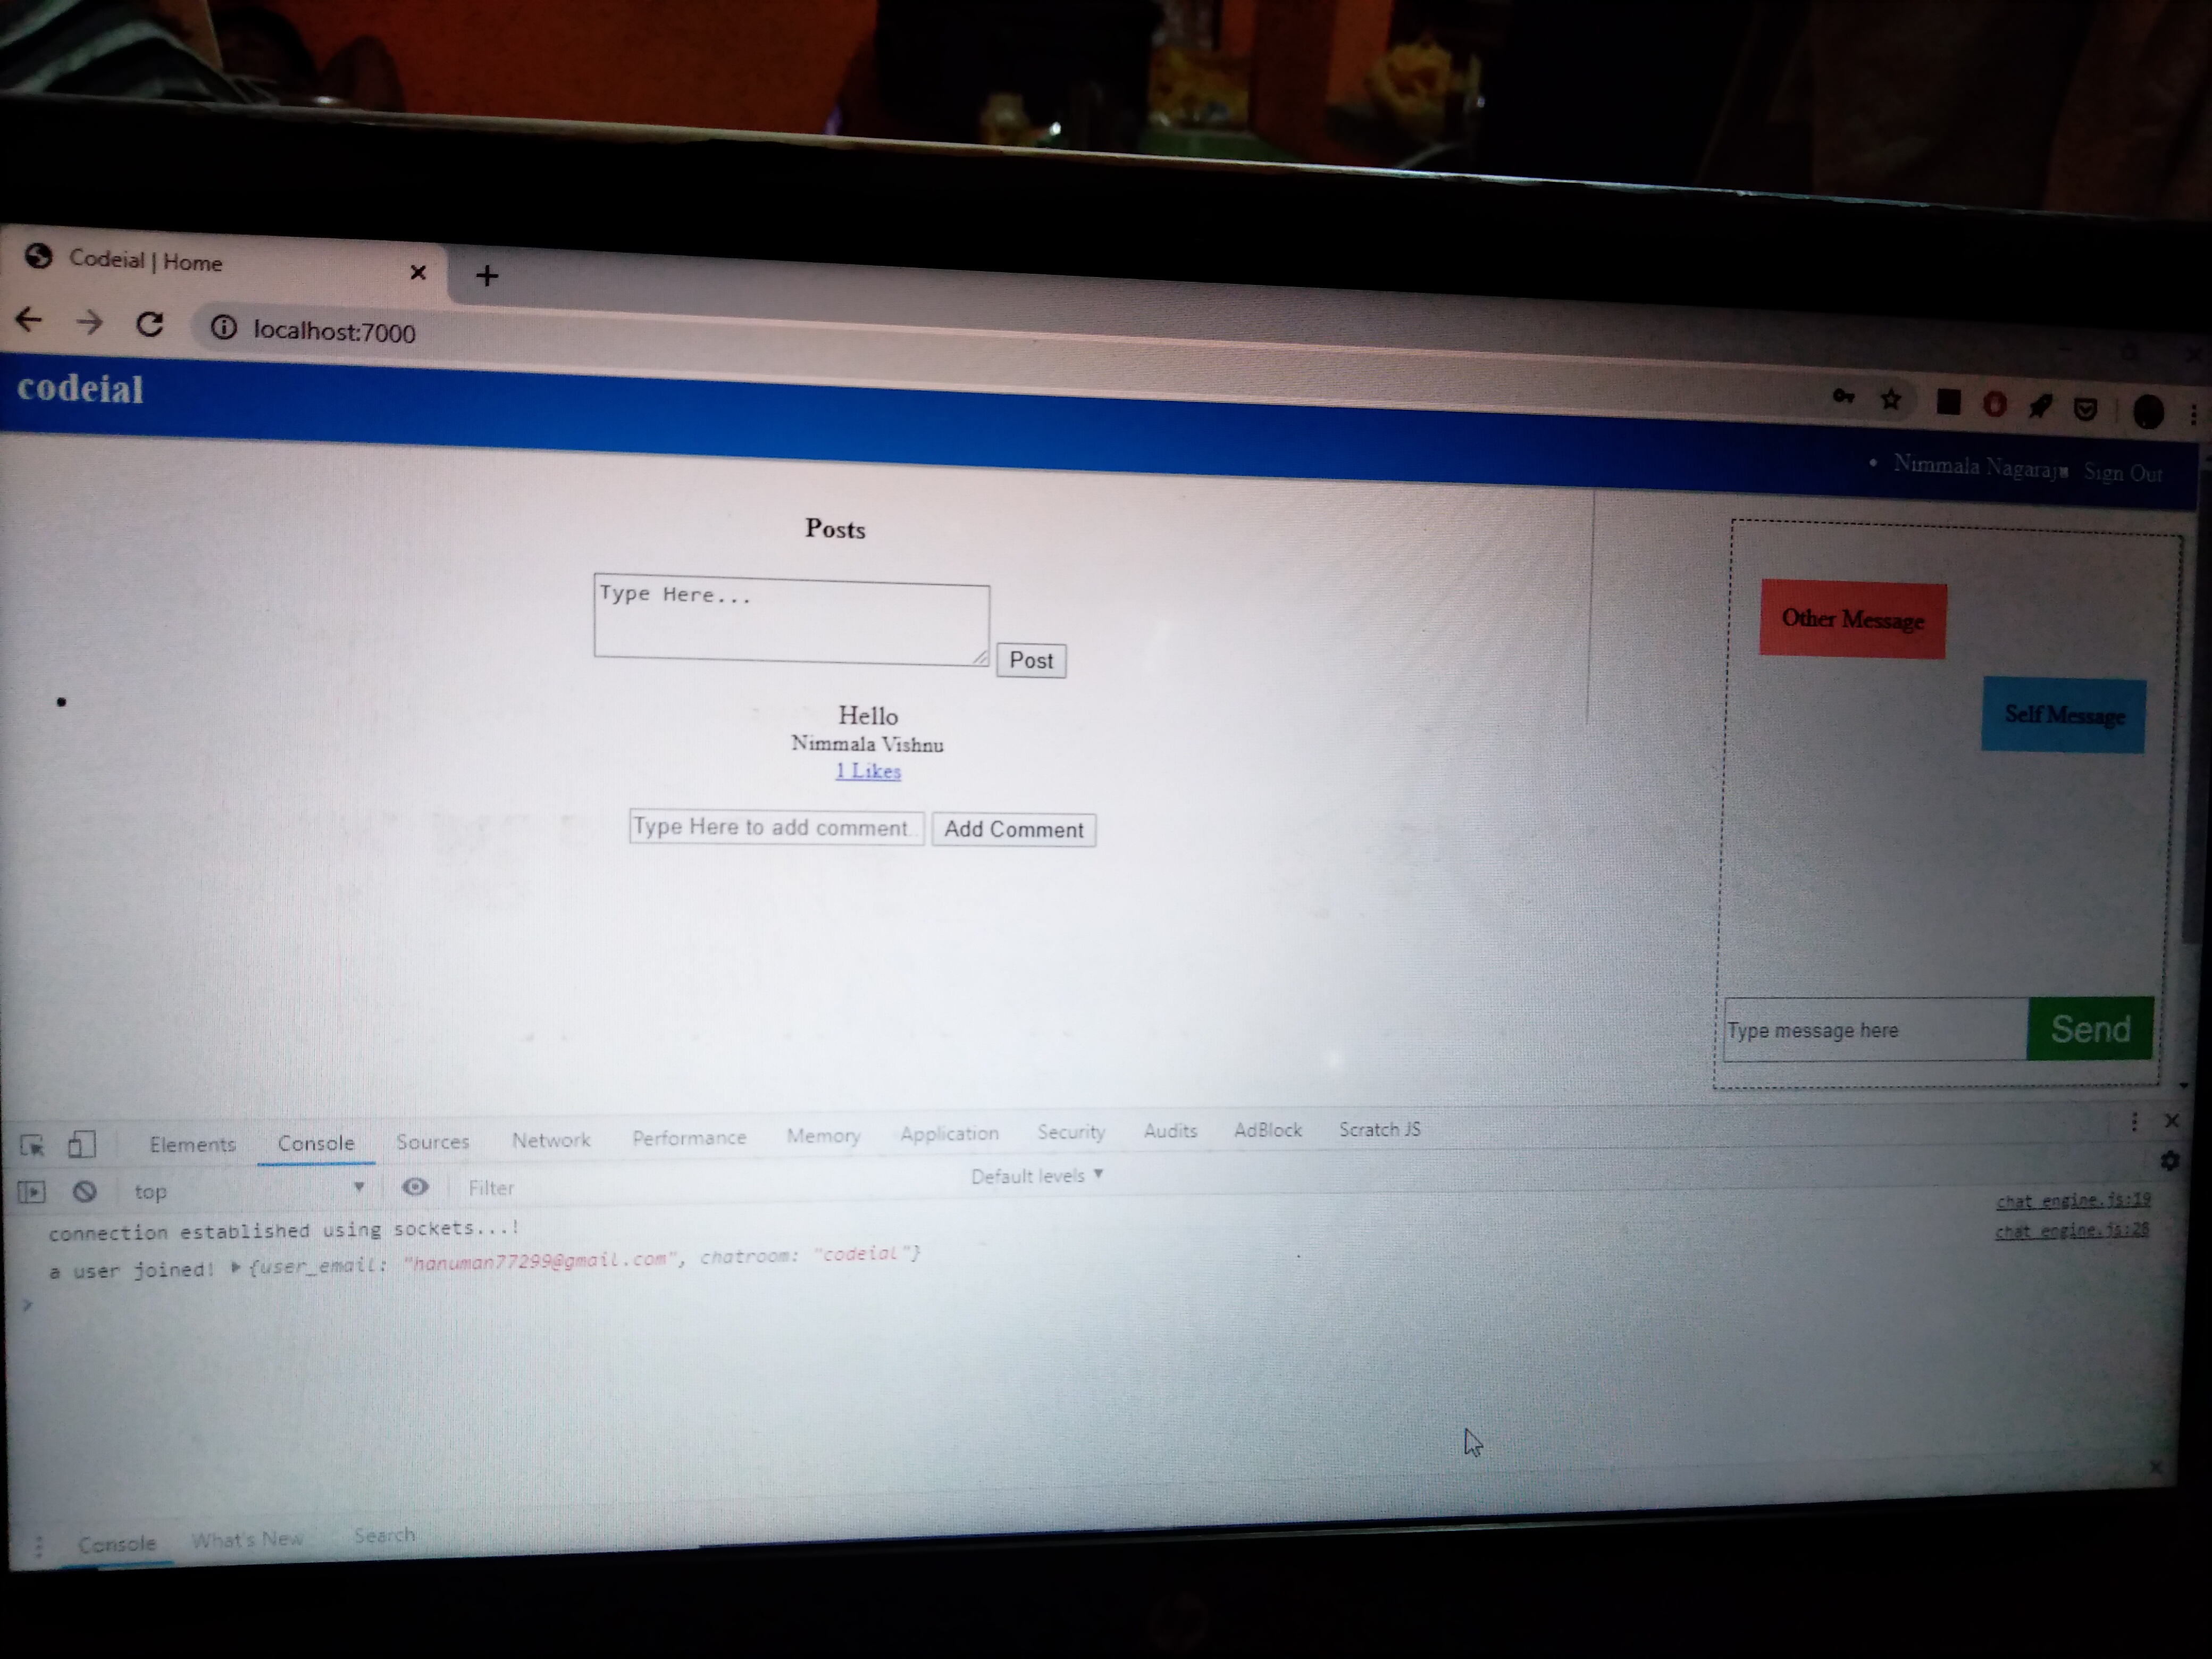 Codeial | Home
localhost:7000
codeial
Nimmala Nagaraju Sign Out
Posts
Type Here...
Post
Hello
Nimmala Vishnu
1 Likes
Type Here to add comment.
Add Comment
Other Message
Self Message
Type message here
Send
Elements Console Sources Network Performance Memory Application Security Audits AdBlock Scratch JS
top Filter Default levels
connection established using sockets...! chat_engine.js:19
a user joined! {user_email: "hanuman77299@gmail.com", chatroom: "codeial"} chat_engine.js:28
Console What's New Search